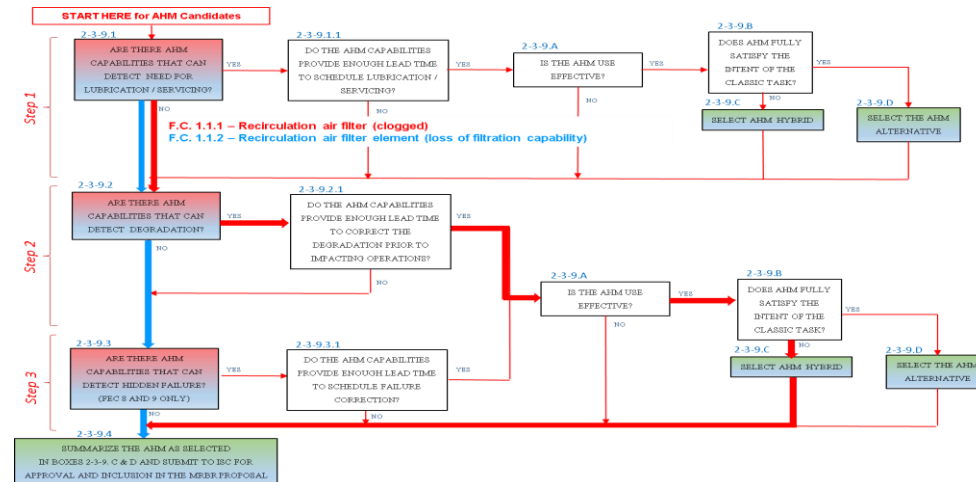 START HERE for AHM Candidates
2-3-9.1
ARE THERE AHM
CAPABILITIES THAT CAN
DETECT NEED FOR
LUBRICATION / SERVICING?
YES
NO
2-3-9.1.1
DO THE AHM CAPABILITIES
PROVIDE ENOUGH LEAD TIME
TO SCHEDULE LUBRICATION /
SERVICING?
YES
NO
2-3-9.A
IS THE AHM USE
EFFECTIVE?
YES
NO
2-3-9.B
DOES AHM FULLY
SATISFY THE
INTENT OF THE
CLASSIC TASK?
YES
NO
2-3-9.C
SELECT AHM HYBRID
2-3-9.D
SELECT THE AHM
ALTERNATIVE
Step 1
F.C. 1.1.1 – Recirculation air filter (clogged)
F.C. 1.1.2 – Recirculation air filter element (loss of filtration capability)
2-3-9.2
ARE THERE AHM
CAPABILITIES THAT CAN
DETECT DEGRADATION?
YES
NO
2-3-9.2.1
DO THE AHM CAPABILITIES
PROVIDE ENOUGH LEAD TIME
TO CORRECT THE
DEGRADATION PRIOR TO
IMPACTING OPERATIONS?
YES
NO
Step 2
2-3-9.A
IS THE AHM USE
EFFECTIVE?
YES
NO
2-3-9.B
DOES AHM FULLY
SATISFY THE
INTENT OF THE
CLASSIC TASK?
YES
NO
2-3-9.C
SELECT AHM HYBRID
2-3-9.D
SELECT THE AHM
ALTERNATIVE
2-3-9.3
ARE THERE AHM
CAPABILITIES THAT CAN
DETECT HIDDEN FAILURE?
(FEC 8 AND 9 ONLY)
YES
NO
2-3-9.3.1
DO THE AHM CAPABILITIES
PROVIDE ENOUGH LEAD TIME
TO SCHEDULE FAILURE
CORRECTION?
YES
NO
Step 3
2-3-9.4
SUMMARIZE THE AHM AS SELECTED
IN BOXES 2-3-9. C & D AND SUBMIT TO ISC FOR
APPROVAL AND INCLUSION IN THE MRBR PROPOSAL